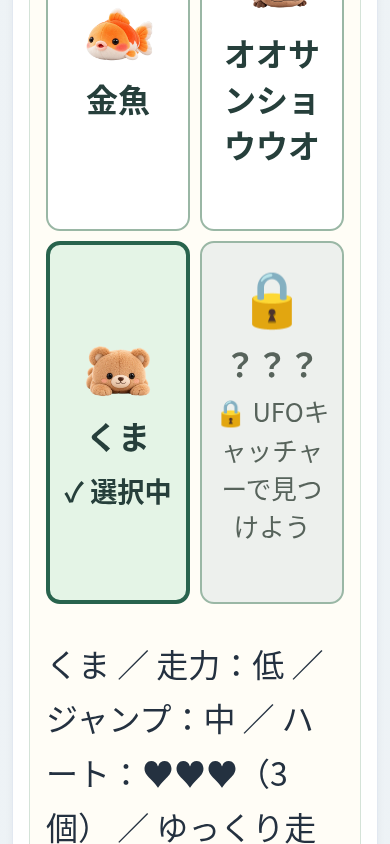 金魚
オオサ
ンショ
ウウオ
くま
✓ 選択中
？？？
🔒 UFOキ
ャッチャ
ーで見つ
けよう
くま ／ 走力：低 ／
ジャンプ：中 ／ ハ
ート：♥♥♥（3
個） ／ ゆっくり走